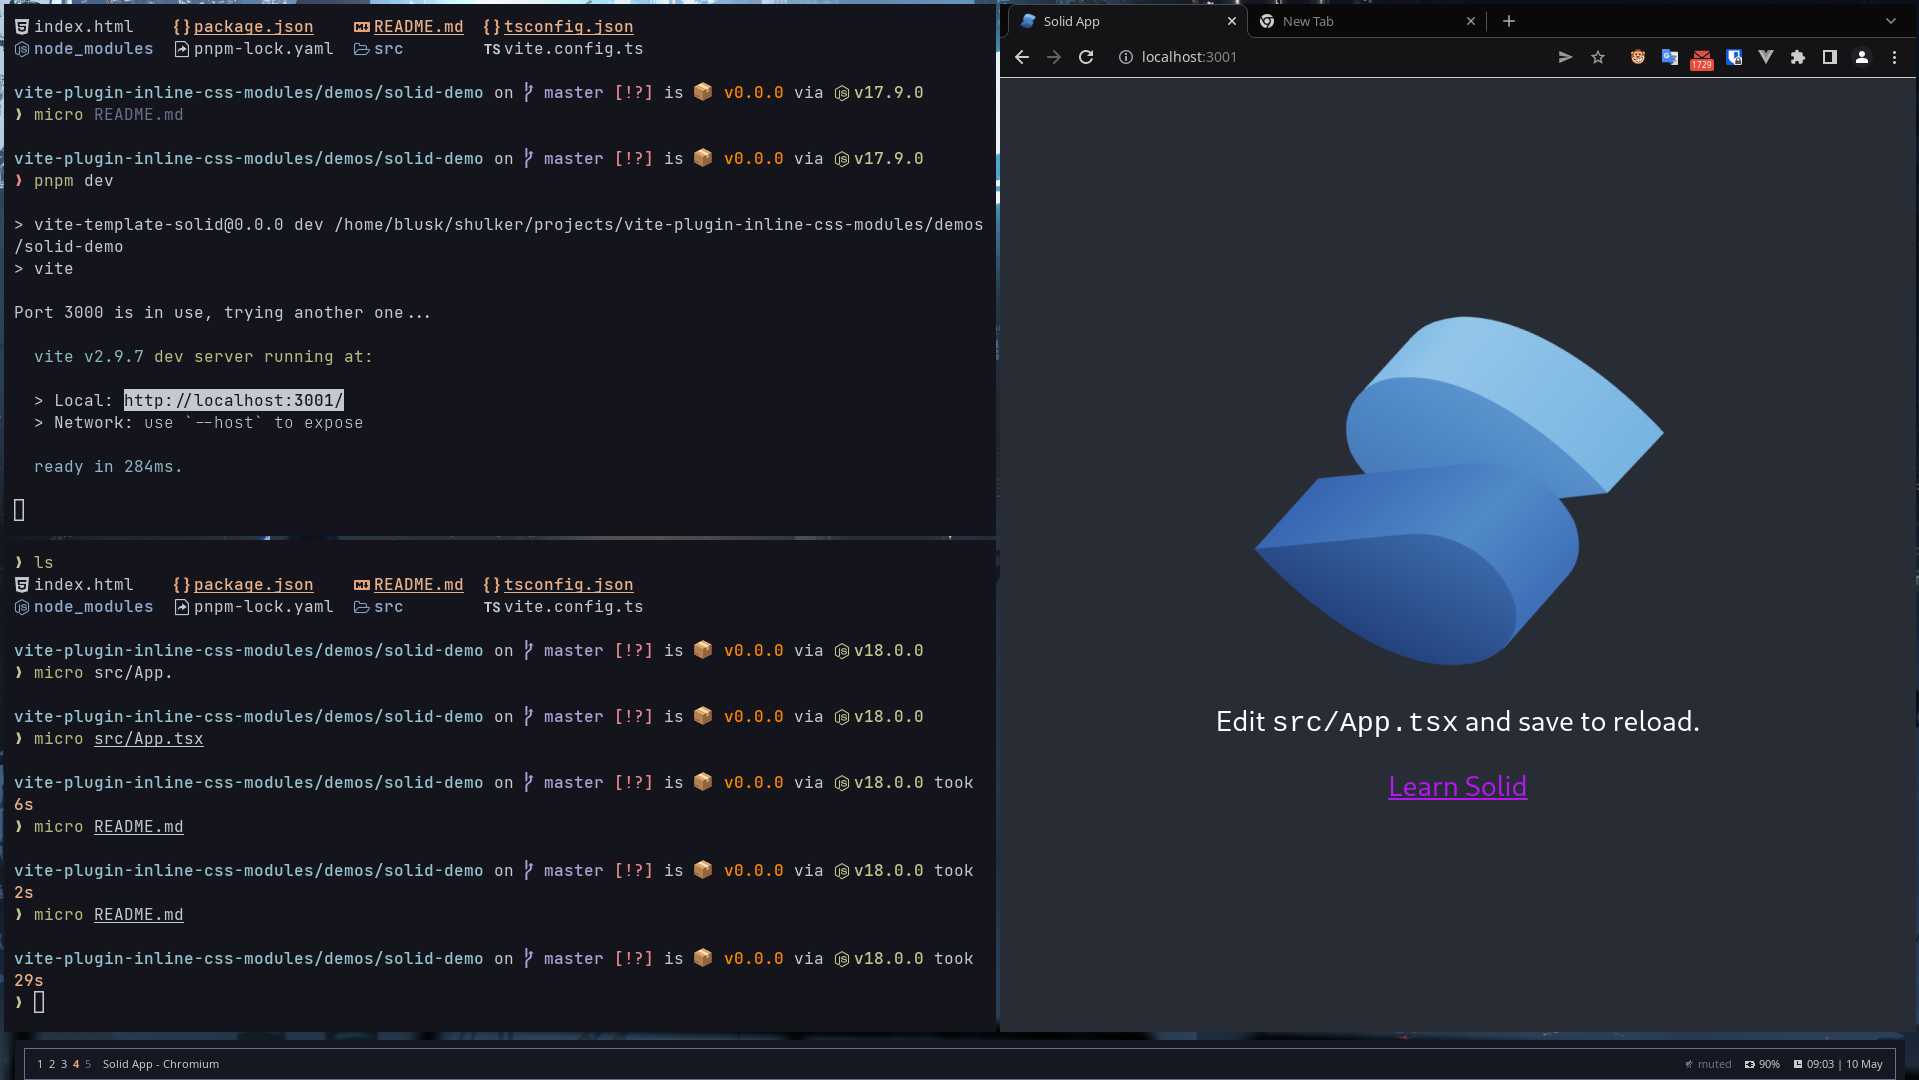 index.html package.json README.md tsconfig.json
node_modules pnpm-lock.yaml src TS vite.config.ts
vite-plugin-inline-css-modules/demos/solid-demo on master [!?] is v0.0.0 via v17.9.0
❱ micro README.md
vite-plugin-inline-css-modules/demos/solid-demo on master [!?] is v0.0.0 via v17.9.0
❱ pnpm dev
> vite-template-solid@0.0.0 dev /home/blusk/shulker/projects/vite-plugin-inline-css-modules/demos
/solid-demo
> vite
Port 3000 is in use, trying another one...
vite v2.9.7 dev server running at:
> Local: http://localhost:3001/
> Network: use `--host` to expose
ready in 284ms.
❱ ls
index.html package.json README.md tsconfig.json
node_modules pnpm-lock.yaml src TS vite.config.ts
vite-plugin-inline-css-modules/demos/solid-demo on master [!?] is v0.0.0 via v18.0.0
❱ micro src/App.
vite-plugin-inline-css-modules/demos/solid-demo on master [!?] is v0.0.0 via v18.0.0
❱ micro src/App.tsx
vite-plugin-inline-css-modules/demos/solid-demo on master [!?] is v0.0.0 via v18.0.0 took
6s
❱ micro README.md
vite-plugin-inline-css-modules/demos/solid-demo on master [!?] is v0.0.0 via v18.0.0 took
2s
❱ micro README.md
vite-plugin-inline-css-modules/demos/solid-demo on master [!?] is v0.0.0 via v18.0.0 took
29s
❱
Solid App New Tab
localhost:3001
1729
Edit src/App.tsx and save to reload.
Learn Solid
1 2 3 4 5 Solid App - Chromium
muted 90% 09:03 | 10 May